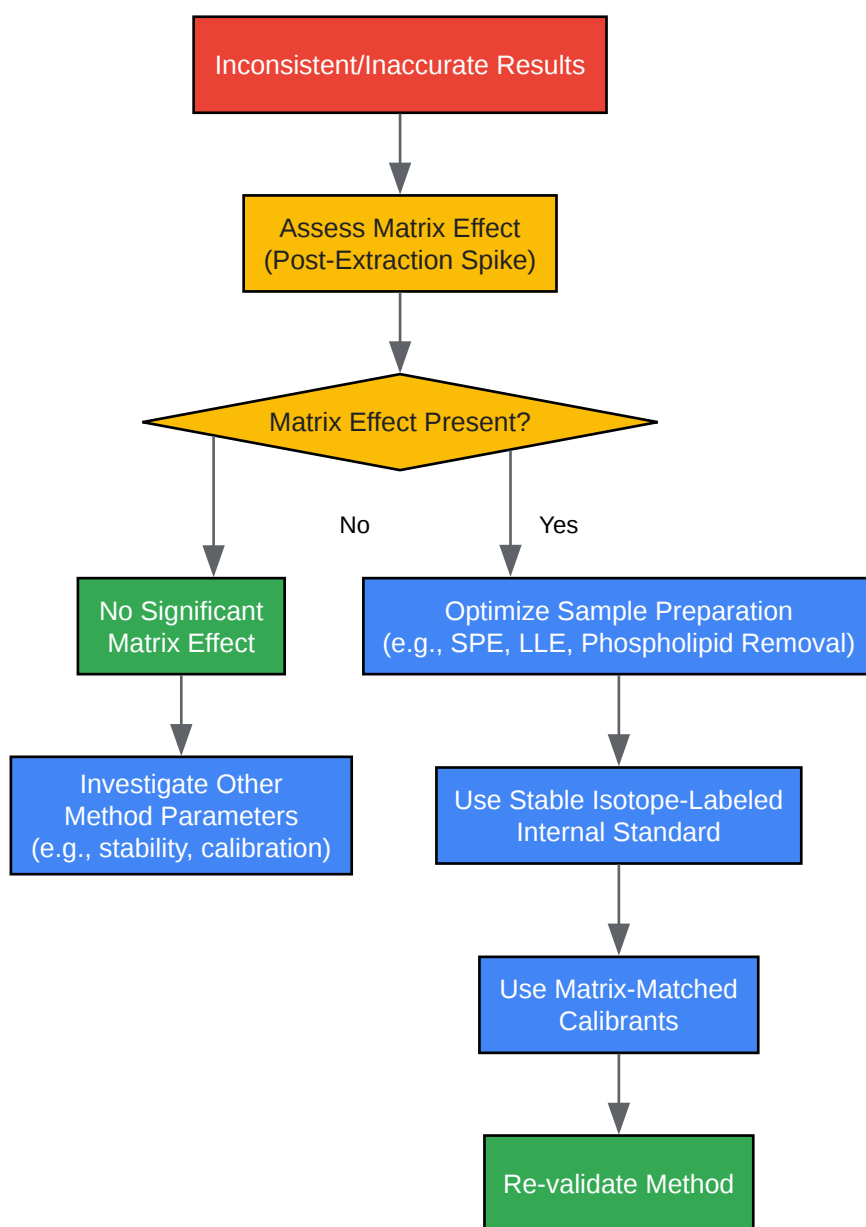 Inconsistent/Inaccurate Results
Assess Matrix Effect
(Post-Extraction Spike)
Matrix Effect Present?
No
Yes
No Significant
Matrix Effect
Optimize Sample Preparation
(e.g., SPE, LLE, Phospholipid Removal)
Investigate Other
Method Parameters
(e.g., stability, calibration)
Use Stable Isotope-Labeled
Internal Standard
Use Matrix-Matched
Calibrants
Re-validate Method